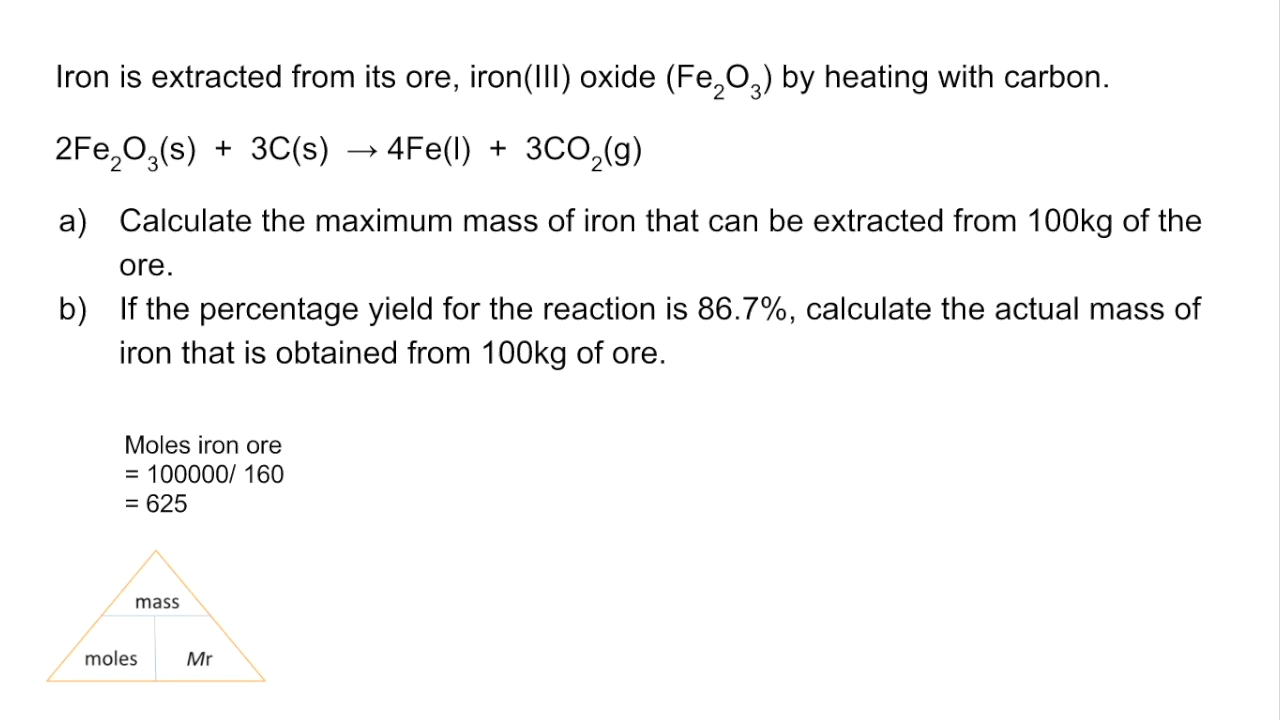 Iron is extracted from its ore, iron(III) oxide (Fe₂O₃) by heating with carbon.
2Fe₂O₃(s) + 3C(s) → 4Fe(l) + 3CO₂(g)
a) Calculate the maximum mass of iron that can be extracted from 100kg of the
ore.
b) If the percentage yield for the reaction is 86.7%, calculate the actual mass of
iron that is obtained from 100kg of ore.
Moles iron ore
= 100000/ 160
= 625
mass
moles Mr